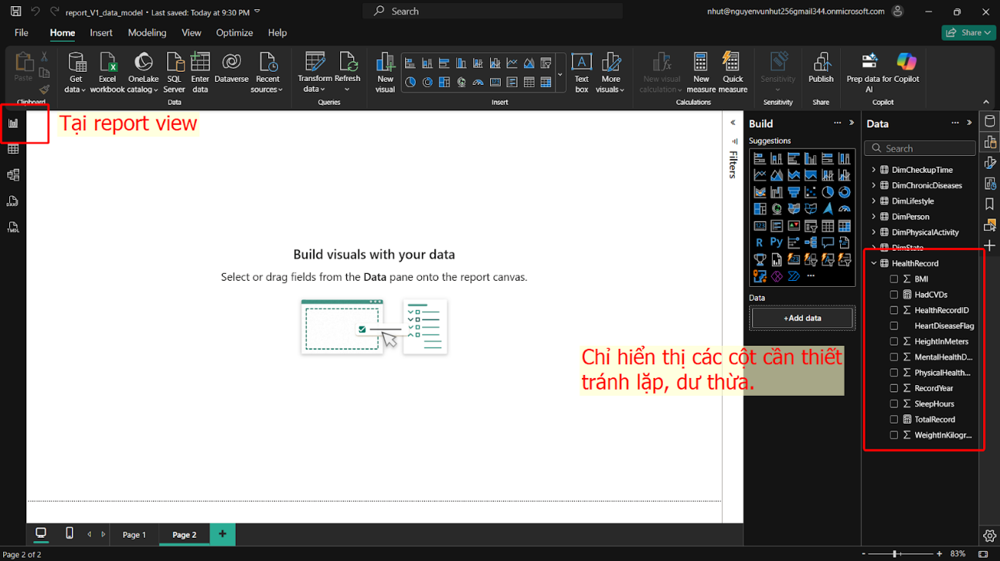 report_V1_data_model • Last saved: Today at 9:30 PM
Search
nhut@nguyenvunhut256gmail344.onmicrosoft.com
File Home Insert Modeling View Optimize Help
Share
Paste
Clipboard
Get data
Excel workbook
OneLake catalog
SQL Server
Enter data
Dataverse
Recent sources
Data
Transform data
Refresh
Queries
New visual
Text box
More visuals
Insert
New visual calculation
New measure
Quick measure
Calculations
Sensitivity
Sensitivity
Publish
Share
Prep data for AI
Copilot
Copilot
Tại report view
Build visuals with your data
Select or drag fields from the Data pane onto the report canvas.
Chỉ hiển thị các cột cần thiết
tránh lặp, dư thừa.
Filters
Build
Suggestions
Data
+Add data
Data
Search
DimCheckupTime
DimChronicDiseases
DimLifestyle
DimPerson
DimPhysicalActivity
DimState
HealthRecord
BMI
HadCVDs
HealthRecordID
HeartDiseaseFlag
HeightInMeters
MentalHealthD...
PhysicalHealth...
RecordYear
SleepHours
TotalRecord
WeightInKilogr...
DAX
TMDL
Page 1
Page 2
Page 2 of 2
83%